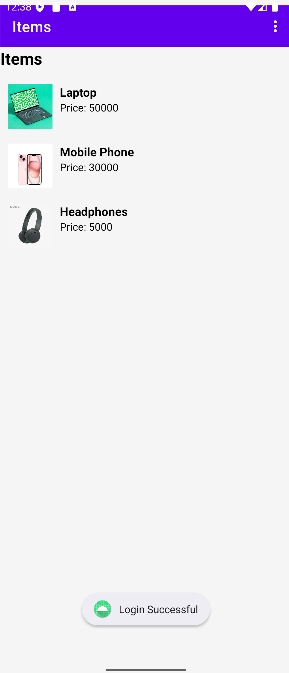 12:38
Items
Items
Laptop
Price: 50000
Mobile Phone
Price: 30000
Headphones
Price: 5000
Login Successful